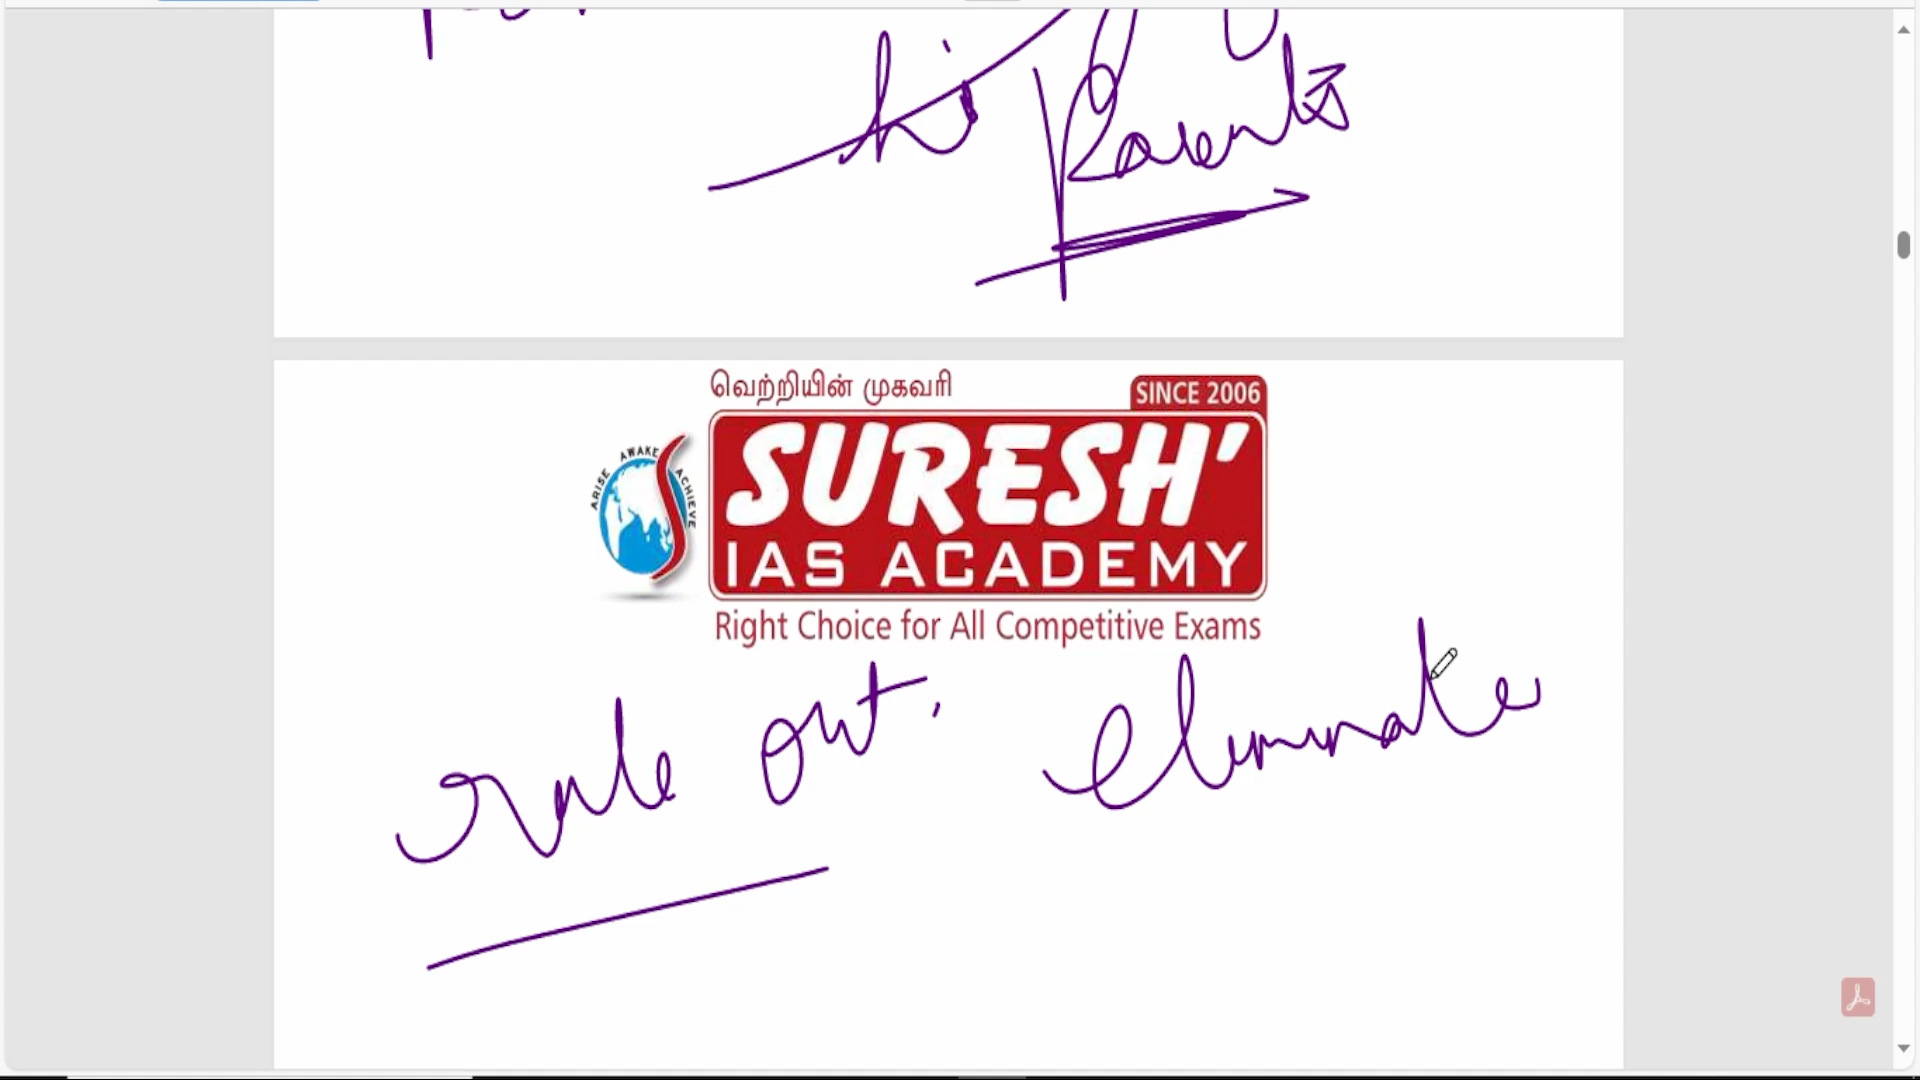 his Parents
வெற்றியின் முகவரி
SINCE 2006
ARISE AWAKE ACHIEVE
SURESH'
IAS ACADEMY
Right Choice for All Competitive Exams
rule out, eliminate